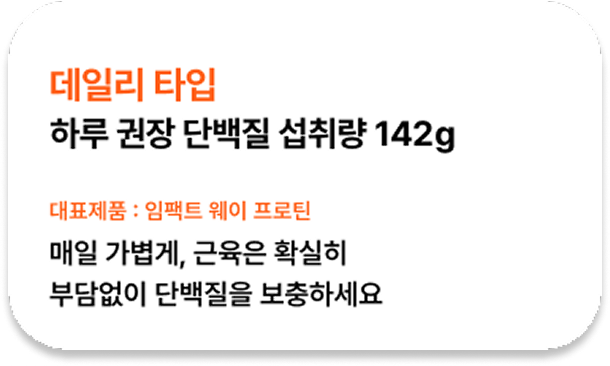 데일리 타입
하루 권장 단백질 섭취량 142g
대표제품 : 임팩트 웨이 프로틴
매일 가볍게, 근육은 확실히
부담없이 단백질을 보충하세요